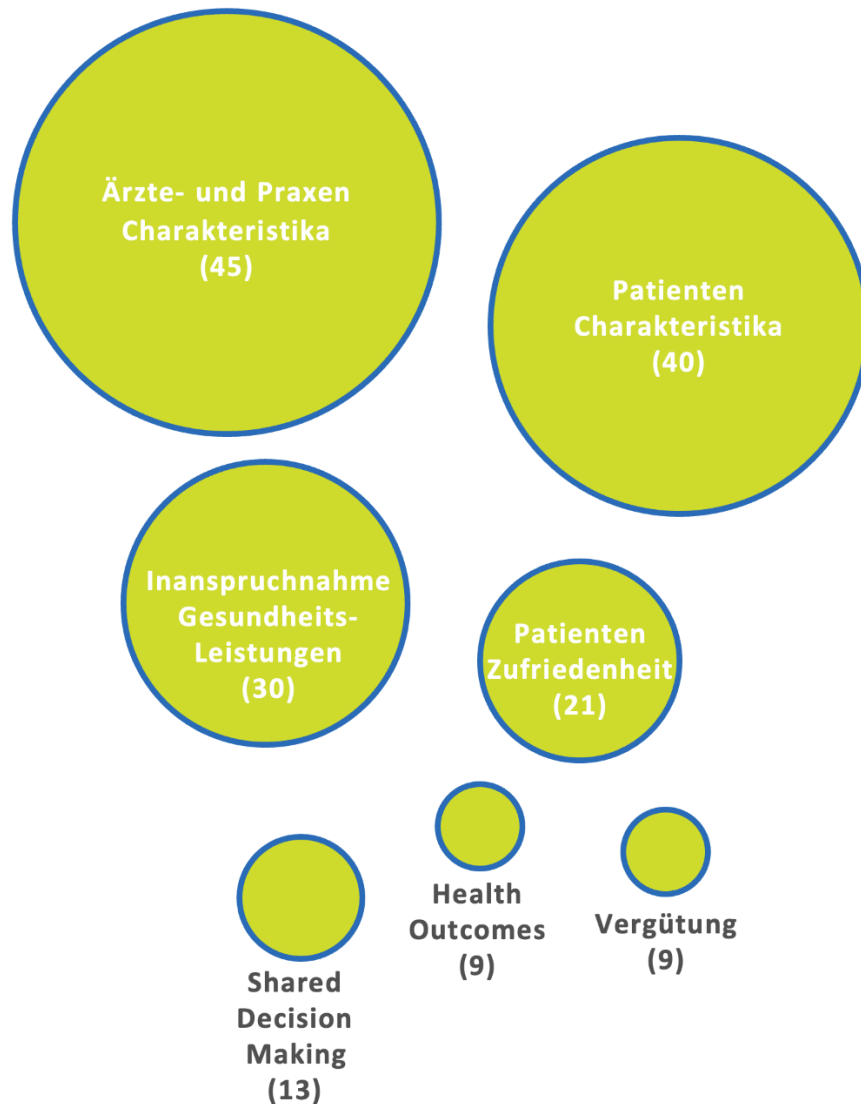 Ärzte- und Praxen
Charakteristika
(45)
Patienten
Charakteristika
(40)
Inanspruchnahme
Gesundheits-
Leistungen
(30)
Patienten
Zufriedenheit
(21)
Health
Outcomes
(9)
Vergütung
(9)
Shared
Decision
Making
(13)